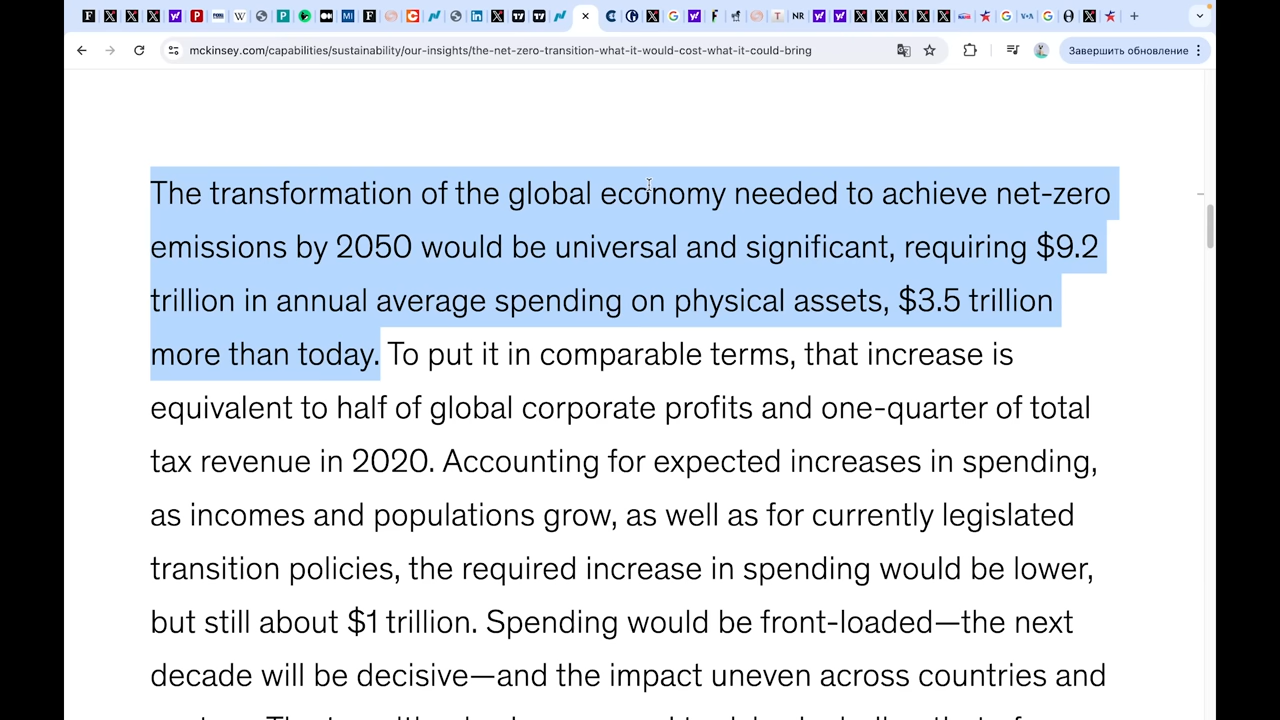 mckinsey.com/capabilities/sustainability/our-insights/the-net-zero-transition-what-it-would-cost-what-it-could-bring
Завершить обновление
The transformation of the global economy needed to achieve net-zero
emissions by 2050 would be universal and significant, requiring $9.2
trillion in annual average spending on physical assets, $3.5 trillion
more than today. To put it in comparable terms, that increase is
equivalent to half of global corporate profits and one-quarter of total
tax revenue in 2020. Accounting for expected increases in spending,
as incomes and populations grow, as well as for currently legislated
transition policies, the required increase in spending would be lower,
but still about $1 trillion. Spending would be front-loaded—the next
decade will be decisive—and the impact uneven across countries and